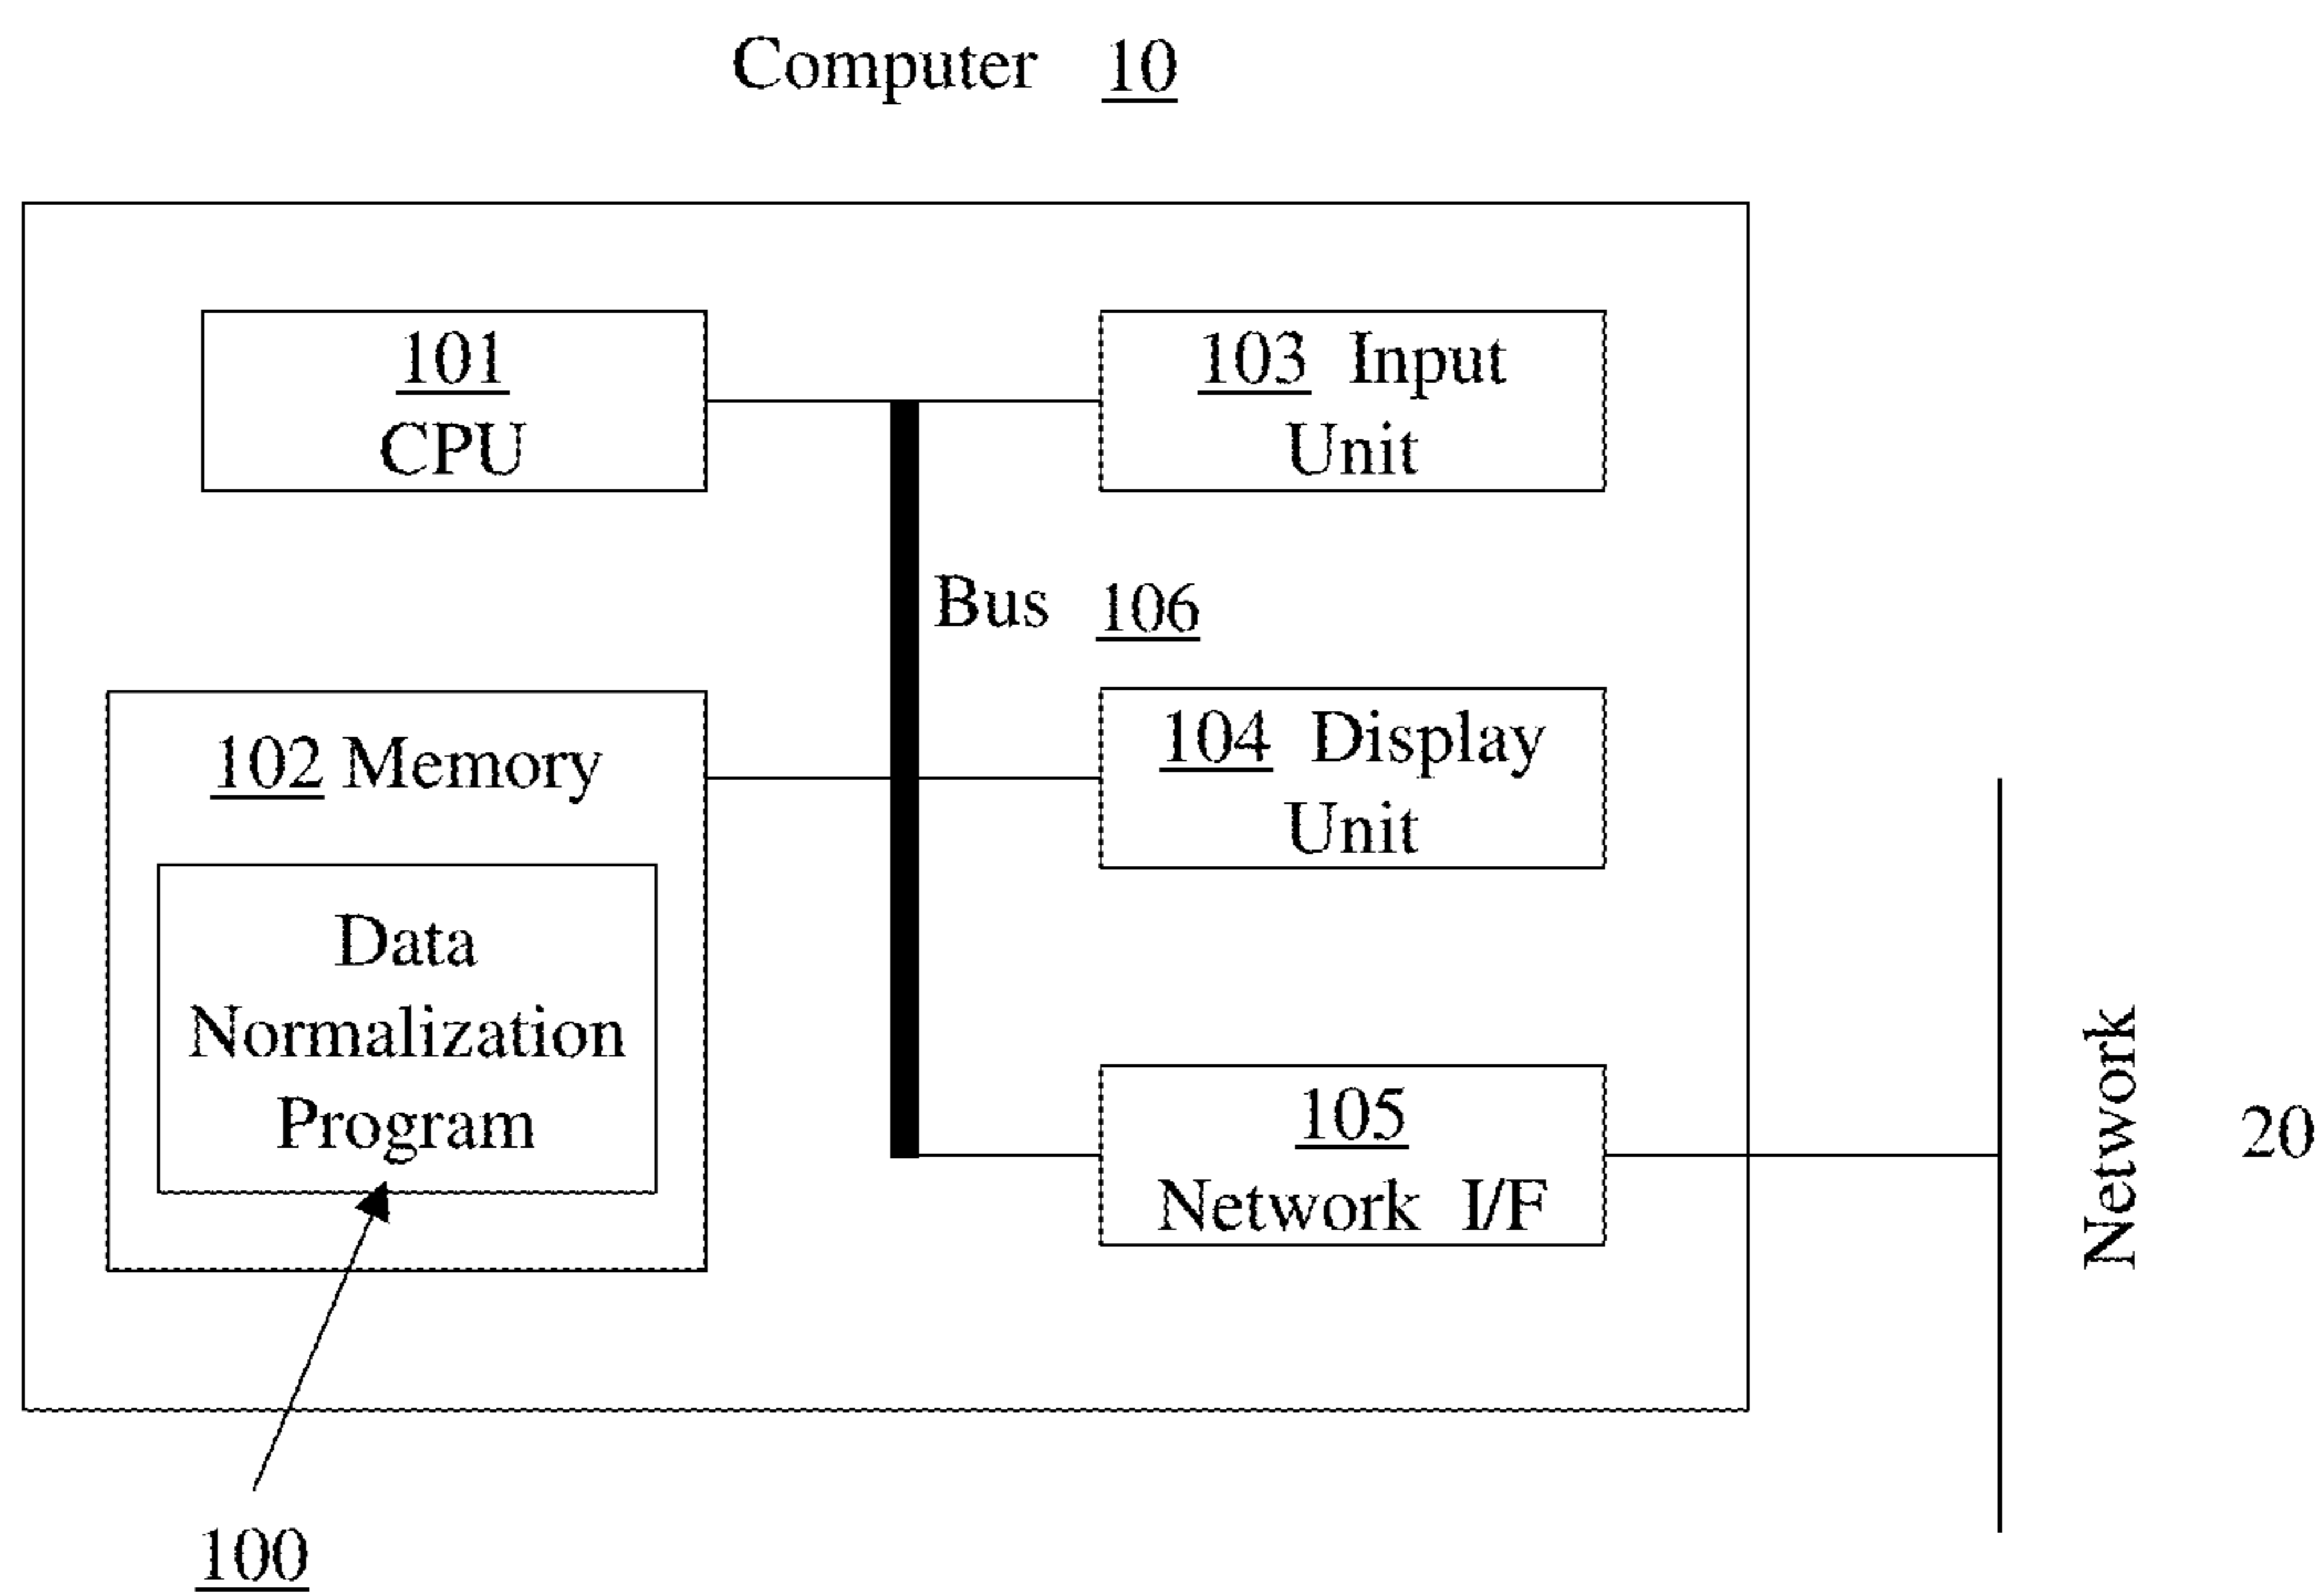 Computer 10
101
CPU
103 Input
Unit
Bus 106
102 Memory
104 Display
Unit
Data
Normalization
Program
105
Network I/F
Network
20
100